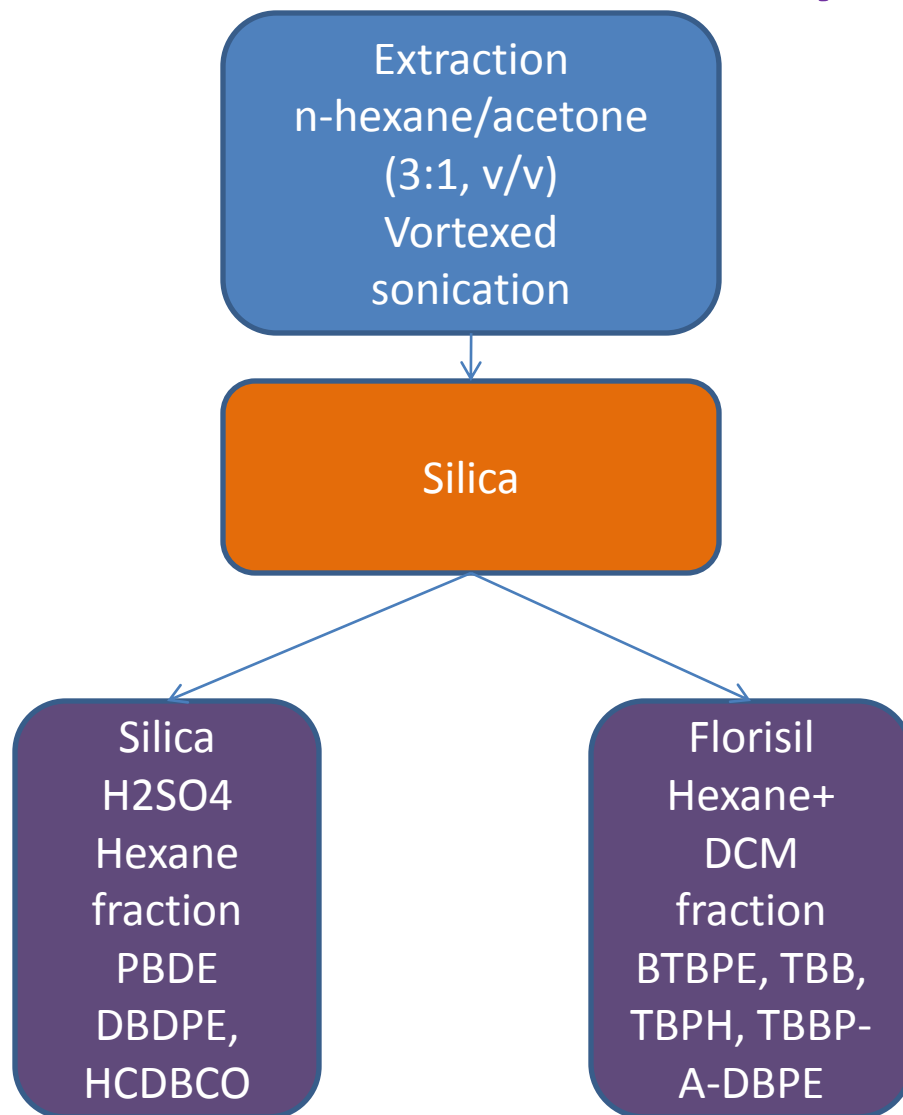 Extraction
n-hexane/acetone
(3:1, v/v)
Vortexed
sonication
Silica
Silica
H2SO4
Hexane
fraction
PBDE
DBDPE,
HCDBCO
Florisil
Hexane+
DCM
fraction
BTBPE, TBB,
TBPH, TBBP-
A-DBPE